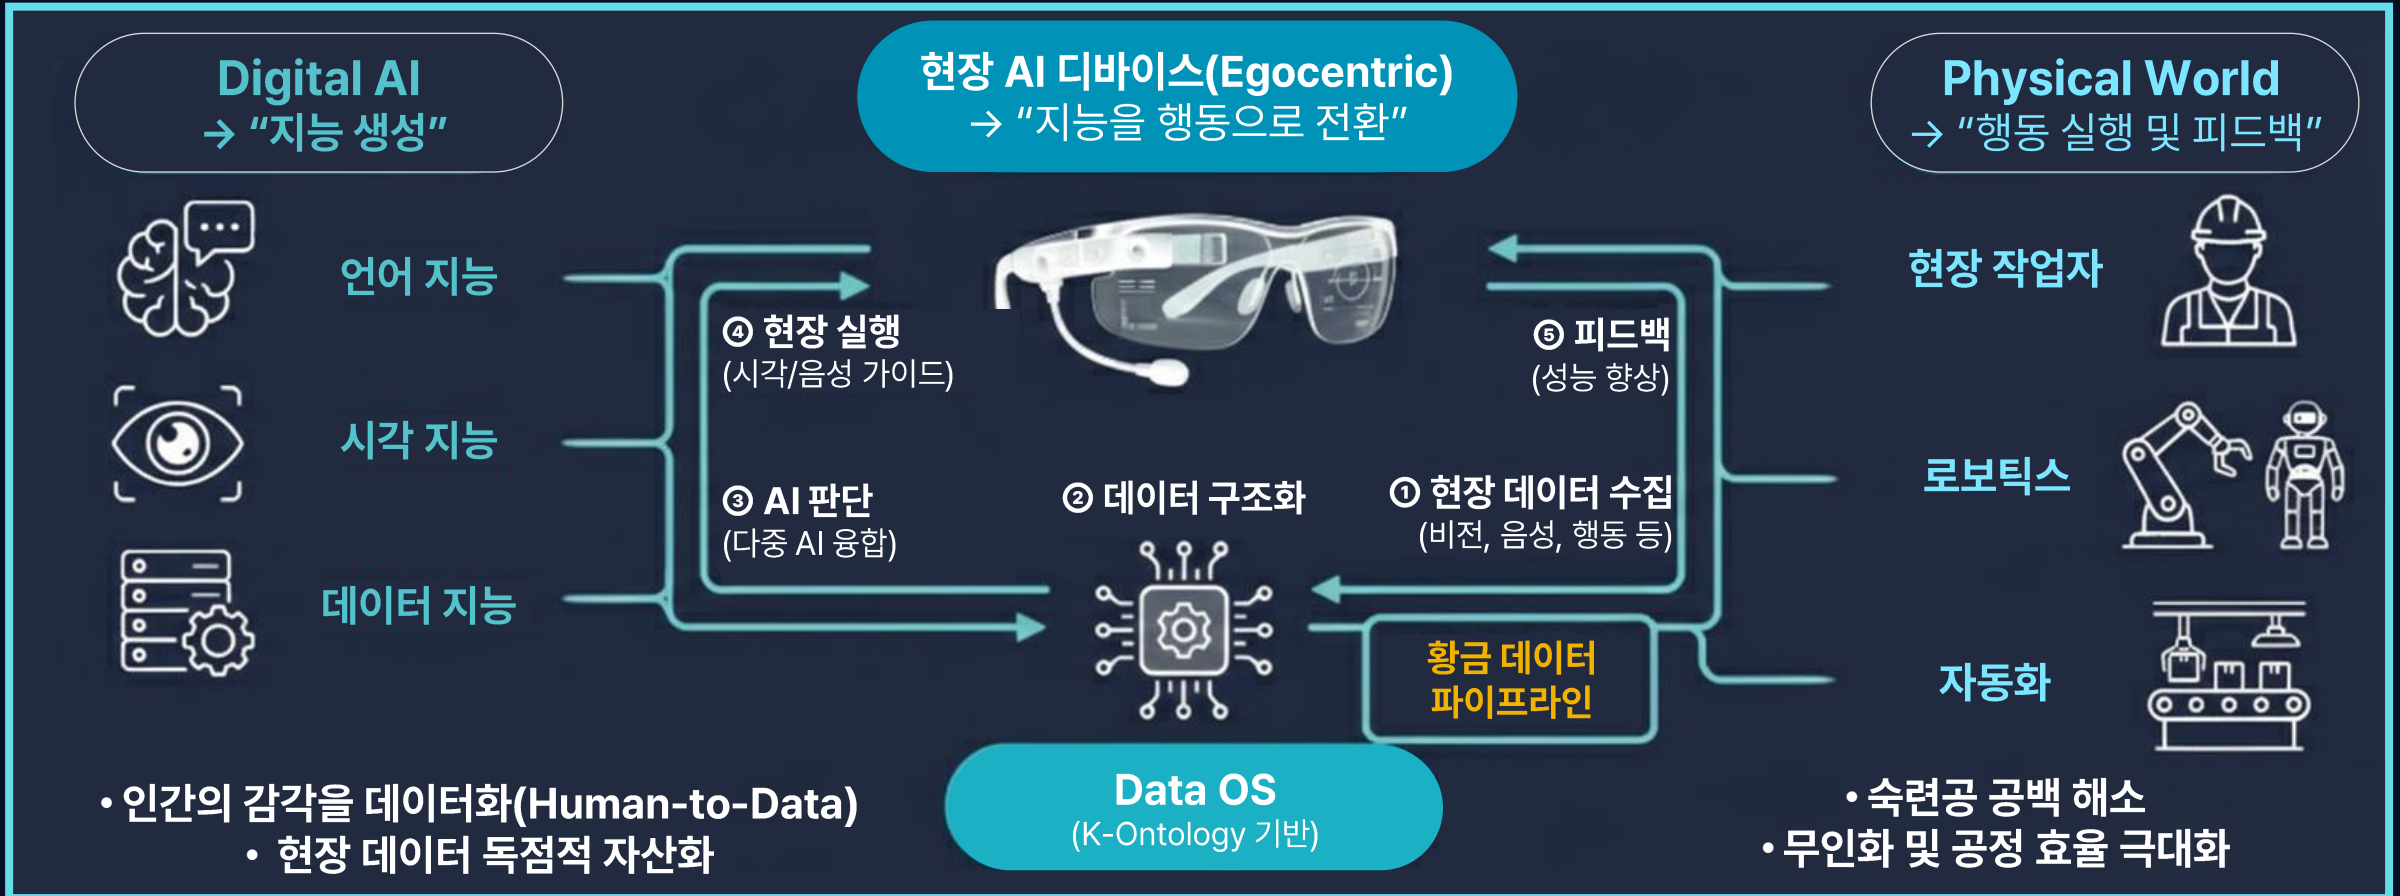 Digital AI
→ “지능 생성”
현장 AI 디바이스(Egocentric)
→ “지능을 행동으로 전환”
Physical World
→ “행동 실행 및 피드백”
언어 지능
시각 지능
데이터 지능
④ 현장 실행
(시각/음성 가이드)
③ AI 판단
(다중 AI 융합)
② 데이터 구조화
⑤ 피드백
(성능 향상)
① 현장 데이터 수집
(비전, 음성, 행동 등)
황금 데이터
파이프라인
현장 작업자
로보틱스
자동화
• 인간의 감각을 데이터화(Human-to-Data)
• 현장 데이터 독점적 자산화
Data OS
(K-Ontology 기반)
• 숙련공 공백 해소
• 무인화 및 공정 효율 극대화